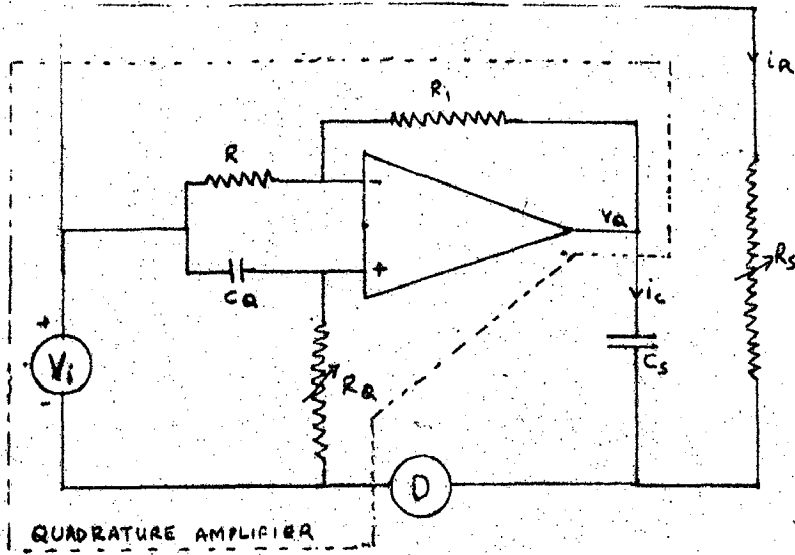 iR
R1
R
-
vQ
RS
+
ic
CQ
+
CS
Vi
RQ
-
D
QUADRATURE AMPLIFIER